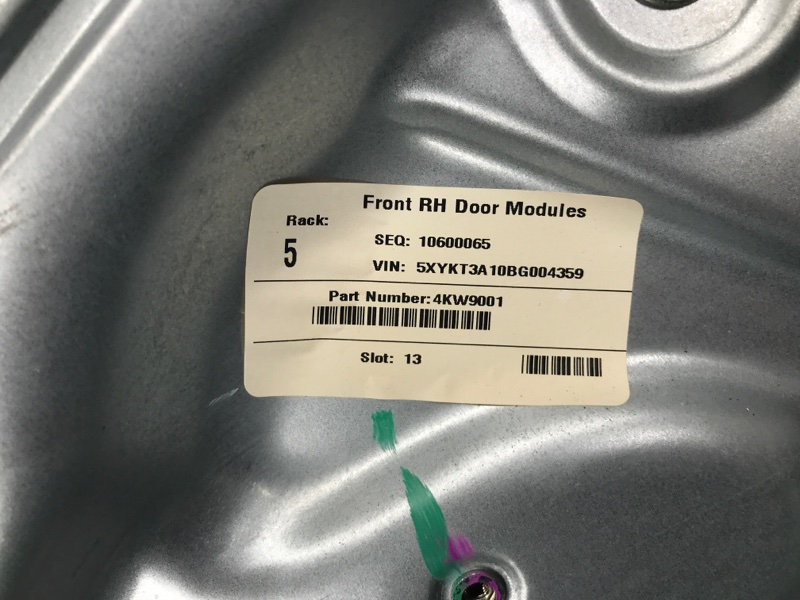 Front RH Door Modules
Rack:
5
SEQ: 10600065
VIN: 5XYKT3A10BG004359
Part Number:4KW9001
Slot: 13